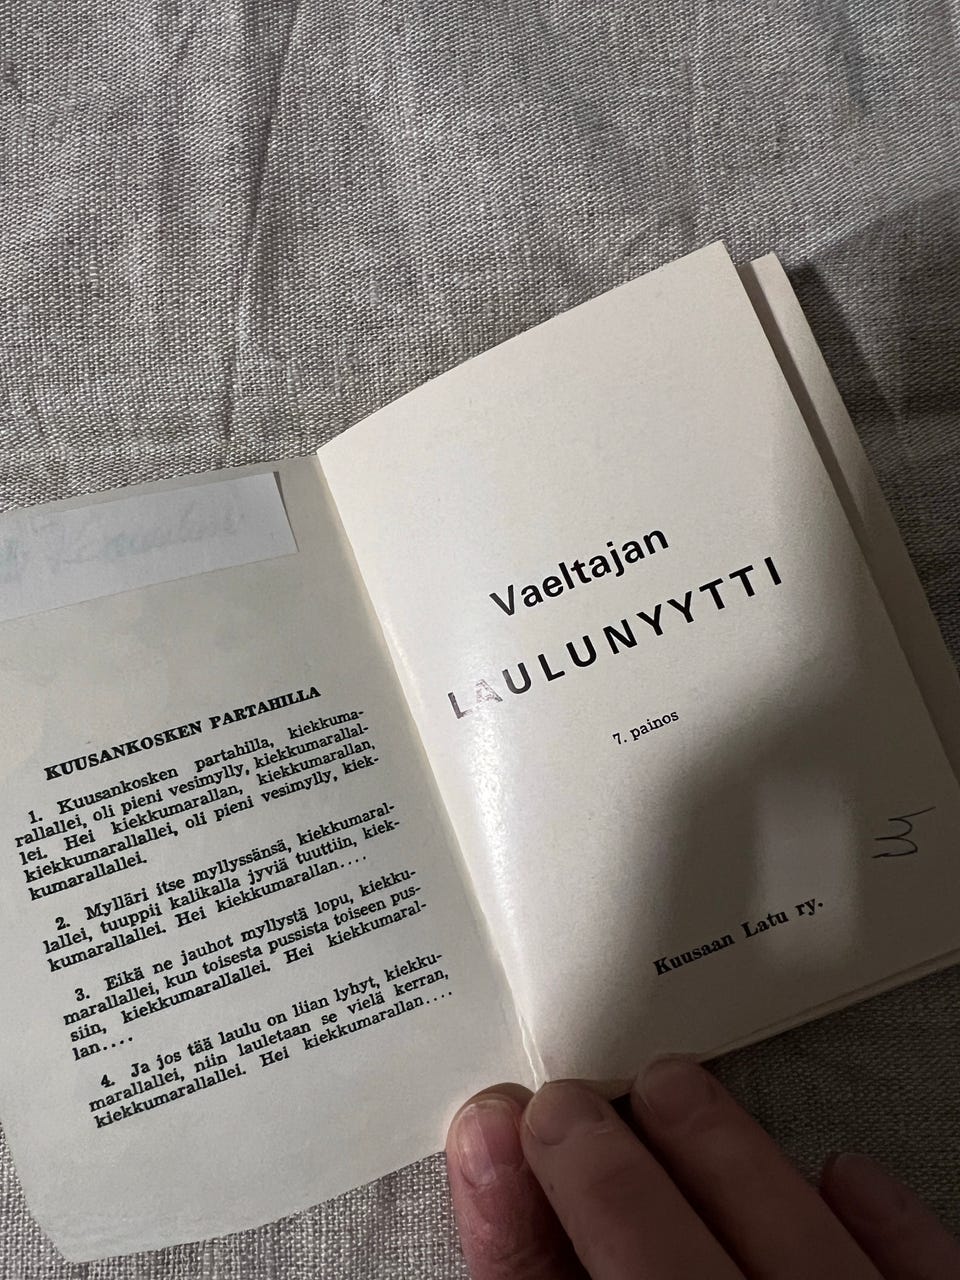 KUUSANKOSKEN PARTAHILLA
1. Kuusankosken partahilla, kiekkuma-
rallallei, oli pieni vesimylly, kiekkumarallal-
lei. Hei kiekkumarallan, kiekkumarallan,
kiekkumarallallei, oli pieni vesimylly, kiek-
kumarallallei.
2. Mylläri itse myllyssänsä, kiekkumaral-
lallei, tuuppii kalikalla jyviä tuuttiin, kiek-
kumarallallei. Hei kiekkumarallan....
3. Eikä ne jauhot myllystä lopu, kiekku-
marallallei, kun toisesta pussista toiseen pus-
siin, kiekkumarallallei. Hei kiekkumaral-
lan....
4. Ja jos tää laulu on liian lyhyt, kiekku-
marallallei, niin lauletaan se vielä kerran,
kiekkumarallallei. Hei kiekkumarallan....
Vaeltajan
LAULUNYYTTI
7. painos
Kuusaan Latu ry.